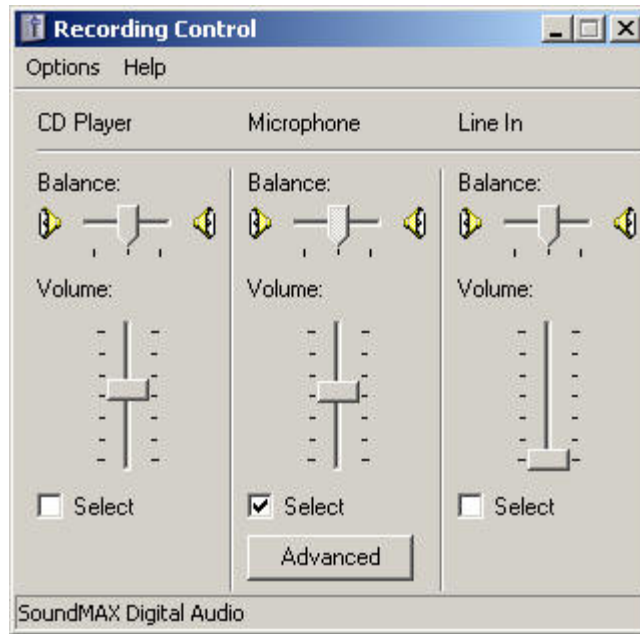 Recording Control
Options Help
CD Player Microphone Line In
Balance: Balance: Balance:
Volume: Volume: Volume:
Select Select Select
Advanced
SoundMAX Digital Audio